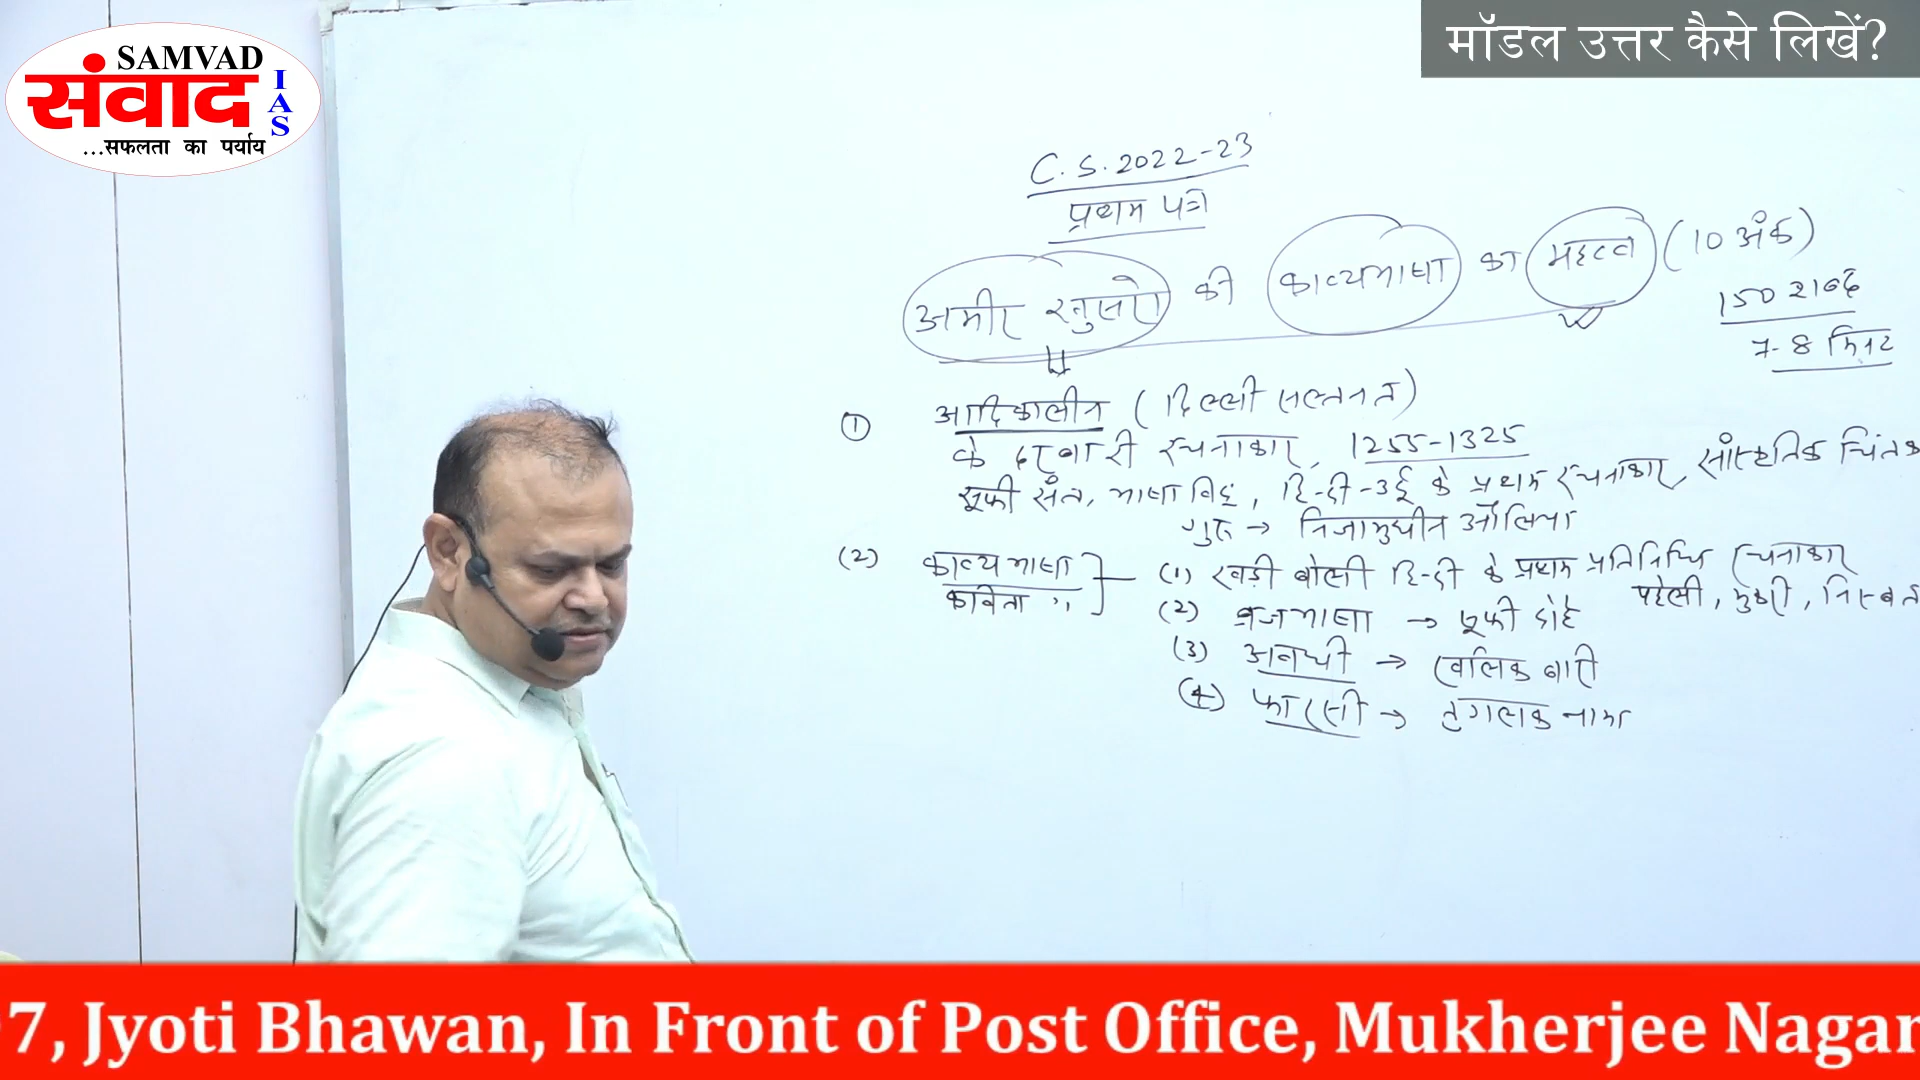 SAMVAD
संवाद
IAS
...सफलता का पर्याय
मॉडल उत्तर कैसे लिखें?
C.S. 2022-23
प्रथम पत्र
अमीर खुसरो की काव्यभाषा का महत्व (10 अंक)
150 शब्द
7-8 मिनट
① आदिकालीन (दिल्ली सल्तनत)
के दरबारी रचनाकार, 1255-1325
सूफी संत, भाषाविद्, हिन्दी-उर्दू के प्रथम रचनाकार, सांस्कृतिक चिंतक
गुरु → निजामुद्दीन औलिया
(2) काव्यभाषा
कविता ,,
(1) खड़ी बोली हिन्दी के प्रथम प्रतिनिधि रचनाकार
पहेली, मुकरी, निस्बत
(2) ब्रजभाषा → सूफी दोहे
(3) अवधी → खालिक बारी
(4) फारसी → तुगलक नामा
7, Jyoti Bhawan, In Front of Post Office, Mukherjee Nagar